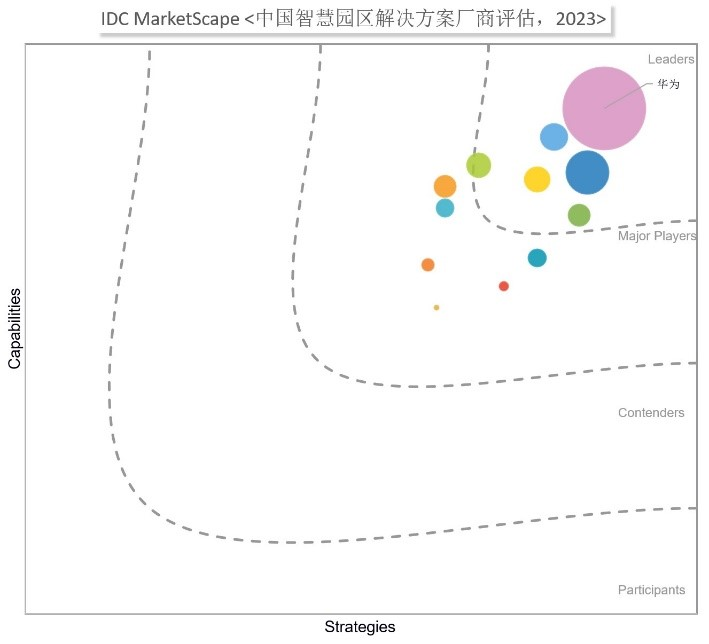 IDC MarketScape <中国智慧园区解决方案厂商评估，2023>
Leaders
华为
Major Players
Capabilities
Contenders
Participants
Strategies